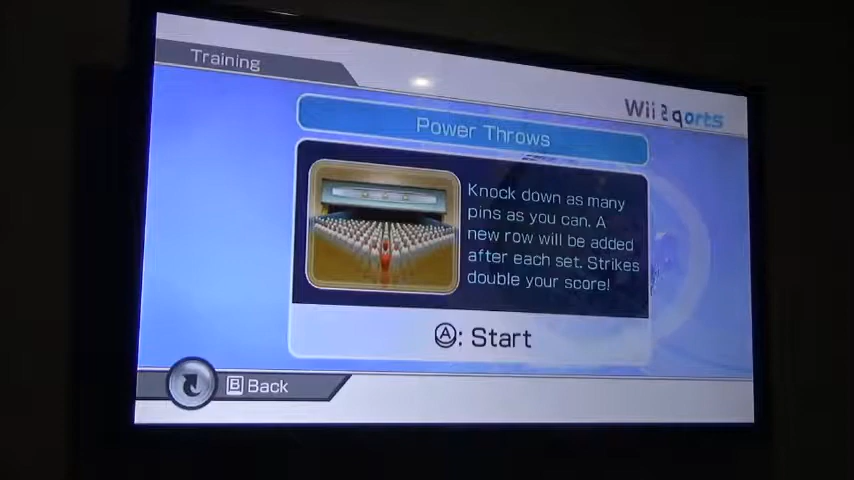 Training
Wii Sports
Power Throws
Knock down as many
pins as you can. A
new row will be added
after each set. Strikes
double your score!
A: Start
B Back